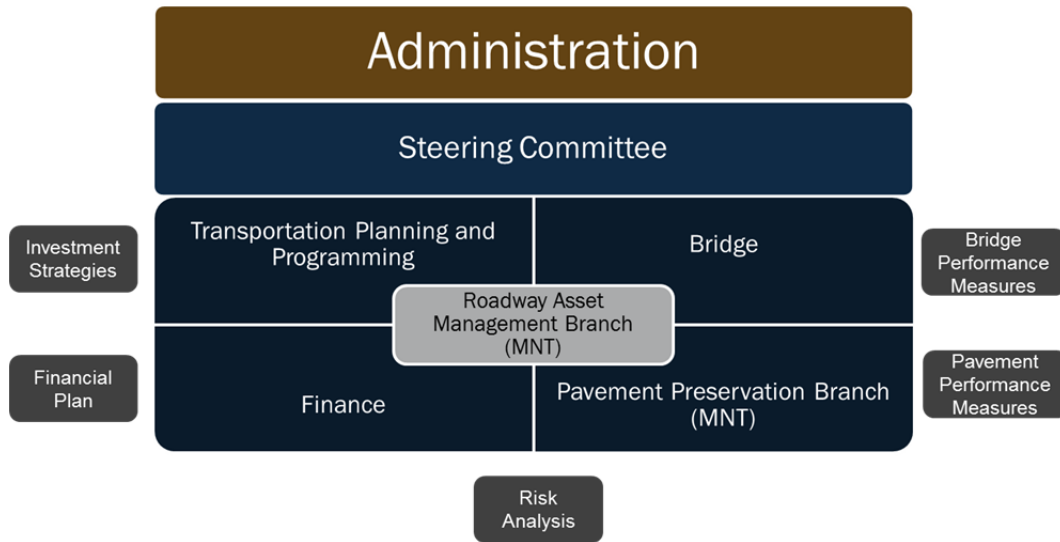 Administration
Steering Committee
Transportation Planning and
Programming
Bridge
Investment
Strategies
Bridge
Performance
Measures
Roadway Asset
Management Branch
(MNT)
Financial
Plan
Finance
Pavement Preservation Branch
(MNT)
Pavement
Performance
Measures
Risk
Analysis